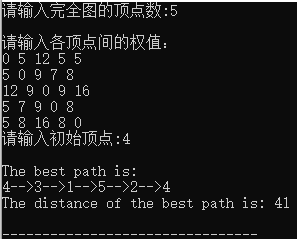 请输入完全图的顶点数:5
请输入各顶点间的权值：
0 5 12 5 5
5 0 9 7 8
12 9 0 9 16
5 7 9 0 8
5 8 16 8 0
请输入初始顶点:4
The best path is:
4-->3-->1-->5-->2-->4
The distance of the best path is: 41
--------------------------------